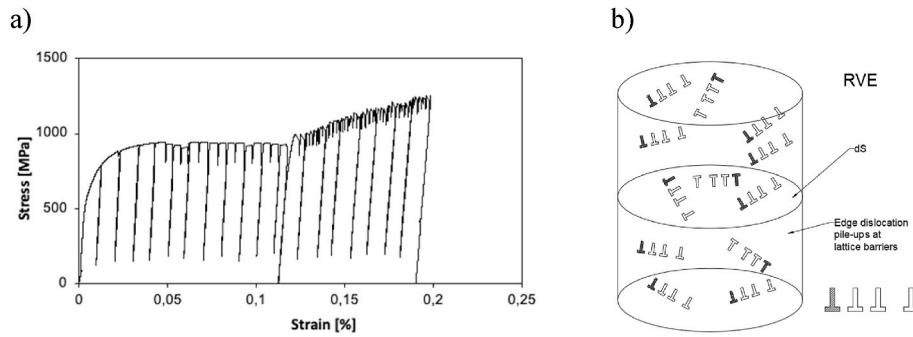 a)
1500
1000
500
0
Stress [MPa]
0
0,05
0,1
0,15
0,2
0,25
Strain [%]
b)
RVE
dS
Edge dislocation
pile-ups at
lattice barriers